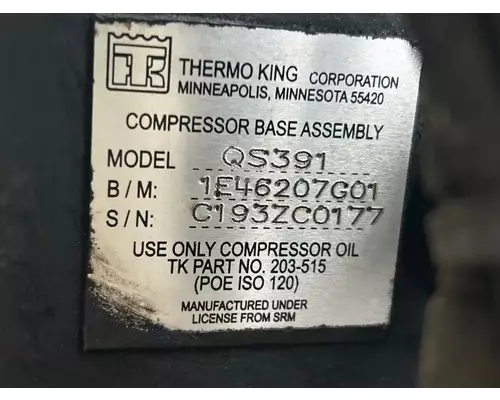 TK
THERMO KING CORPORATION
MINNEAPOLIS, MINNESOTA 55420
COMPRESSOR BASE ASSEMBLY
MODEL QS391
B/M: 1E46207G01
S/N: C193ZC0177
USE ONLY COMPRESSOR OIL
TK PART NO. 203-515
(POE ISO 120)
MANUFACTURED UNDER
LICENSE FROM SRM